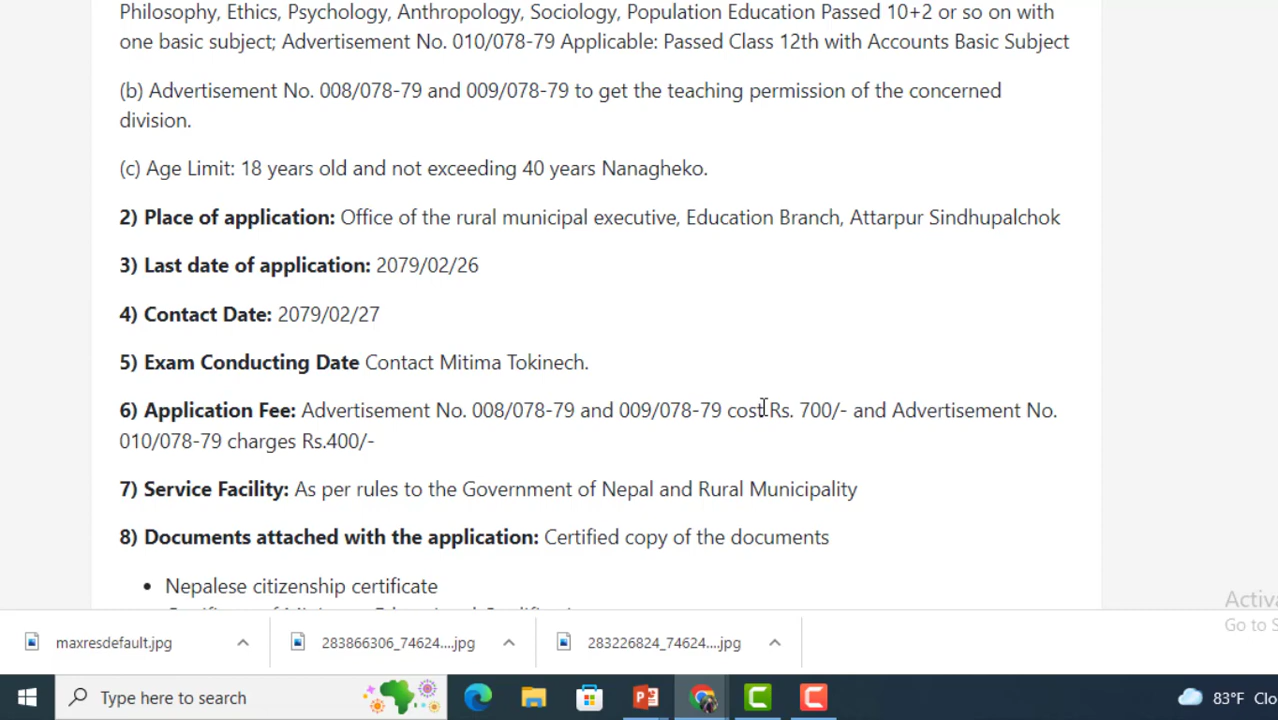 Philosophy, Ethics, Psychology, Anthropology, Sociology, Population Education Passed 10+2 or so on with
one basic subject; Advertisement No. 010/078-79 Applicable: Passed Class 12th with Accounts Basic Subject
(b) Advertisement No. 008/078-79 and 009/078-79 to get the teaching permission of the concerned
division.
(c) Age Limit: 18 years old and not exceeding 40 years Nanagheko.
2) Place of application: Office of the rural municipal executive, Education Branch, Attarpur Sindhupalchok
3) Last date of application: 2079/02/26
4) Contact Date: 2079/02/27
5) Exam Conducting Date Contact Mitima Tokinech.
6) Application Fee: Advertisement No. 008/078-79 and 009/078-79 cost Rs. 700/- and Advertisement No.
010/078-79 charges Rs.400/-
7) Service Facility: As per rules to the Government of Nepal and Rural Municipality
8) Documents attached with the application: Certified copy of the documents
• Nepalese citizenship certificate
Activa
Go to S
maxresdefault.jpg
283866306_74624....jpg
283226824_74624....jpg
Type here to search
83°F Clo